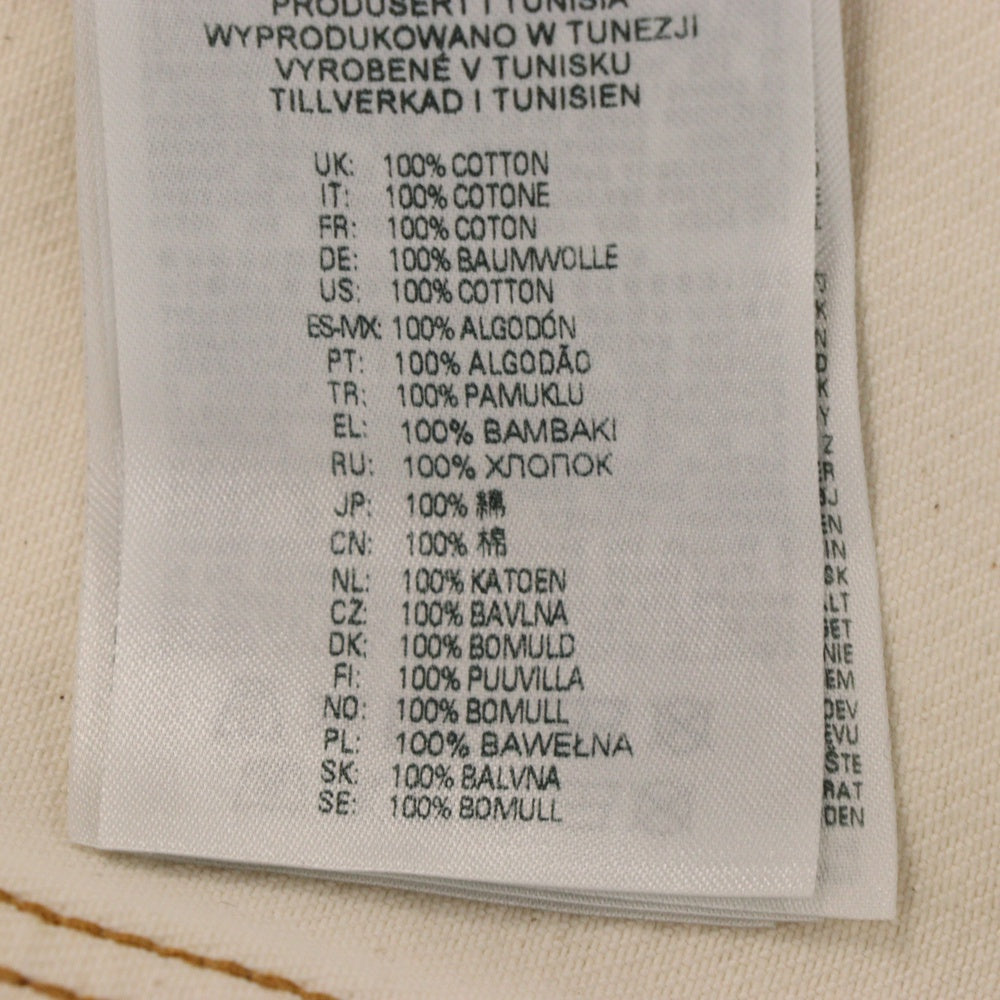 PRODUSERT I TUNISIA
WYPRODUKOWANO W TUNEZJI
VYROBENÉ V TUNISKU
TILLVERKAD I TUNISIEN
UK: 100% COTTON
IT: 100% COTONE
FR: 100% COTON
DE: 100% BAUMWOLLE
US: 100% COTTON
ES-MX: 100% ALGODÓN
PT: 100% ALGODÃO
TR: 100% PAMUKLU
EL: 100% BAMBAKI
RU: 100% ХЛОПОК
JP: 100% 綿
CN: 100% 棉
NL: 100% KATOEN
CZ: 100% BAVLNA
DK: 100% BOMULD
FI: 100% PUUVILLA
NO: 100% BOMULL
PL: 100% BAWEŁNA
SK: 100% BALVNA
SE: 100% BOMULL